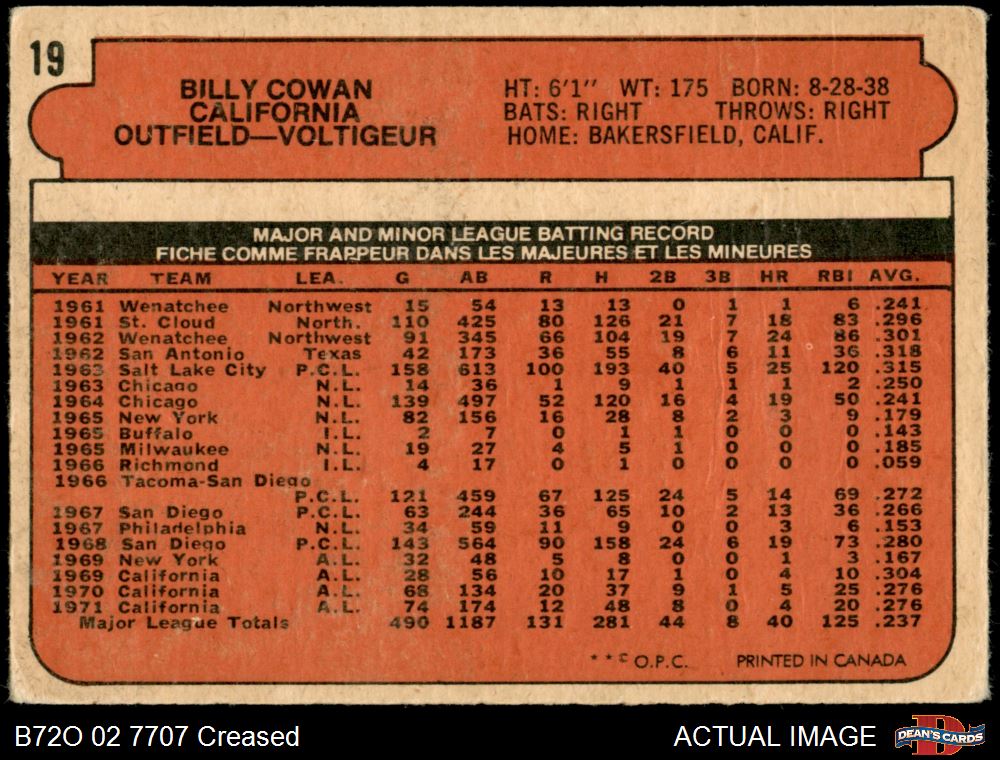 19
BILLY COWAN
CALIFORNIA
OUTFIELD—VOLTIGEUR
HT: 6'1" WT: 175 BORN: 8-28-38
BATS: RIGHT THROWS: RIGHT
HOME: BAKERSFIELD, CALIF.
MAJOR AND MINOR LEAGUE BATTING RECORD
FICHE COMME FRAPPEUR DANS LES MAJEURES ET LES MINEURES
YEAR TEAM LEA. G AB R H 2B 3B HR RBI AVG.
1961 Wenatchee Northwest 15 54 13 13 0 1 1 6 .241
1961 St. Cloud North. 110 425 80 126 21 7 18 83 .296
1962 Wenatchee Northwest 91 345 66 104 19 7 24 86 .301
1962 San Antonio Texas 42 173 36 55 8 6 11 36 .318
1963 Salt Lake City P.C.L. 158 613 100 193 40 5 25 120 .315
1963 Chicago N.L. 14 36 1 9 1 1 1 2 .250
1964 Chicago N.L. 139 497 52 120 16 4 19 50 .241
1965 New York N.L. 82 156 16 28 8 2 3 9 .179
1965 Buffalo I.L. 2 7 0 1 1 0 0 0 .143
1965 Milwaukee N.L. 19 27 4 5 1 0 0 0 .185
1966 Richmond I.L. 4 17 0 1 0 0 0 0 .059
1966 Tacoma-San Diego
P.C.L. 121 459 67 125 24 5 14 69 .272
1967 San Diego P.C.L. 63 244 36 65 10 2 13 36 .266
1967 Philadelphia N.L. 34 59 11 9 0 0 3 6 .153
1968 San Diego P.C.L. 143 564 90 158 24 6 19 73 .280
1969 New York A.L. 32 48 5 8 0 0 1 3 .167
1969 California A.L. 28 56 10 17 1 0 4 10 .304
1970 California A.L. 68 134 20 37 9 1 5 25 .276
1971 California A.L. 74 174 12 48 8 0 4 20 .276
Major League Totals 490 1187 131 281 44 8 40 125 .237
* * © O.P.C. PRINTED IN CANADA
B72O 02 7707 Creased
ACTUAL IMAGE
D
DEAN'S CARDS